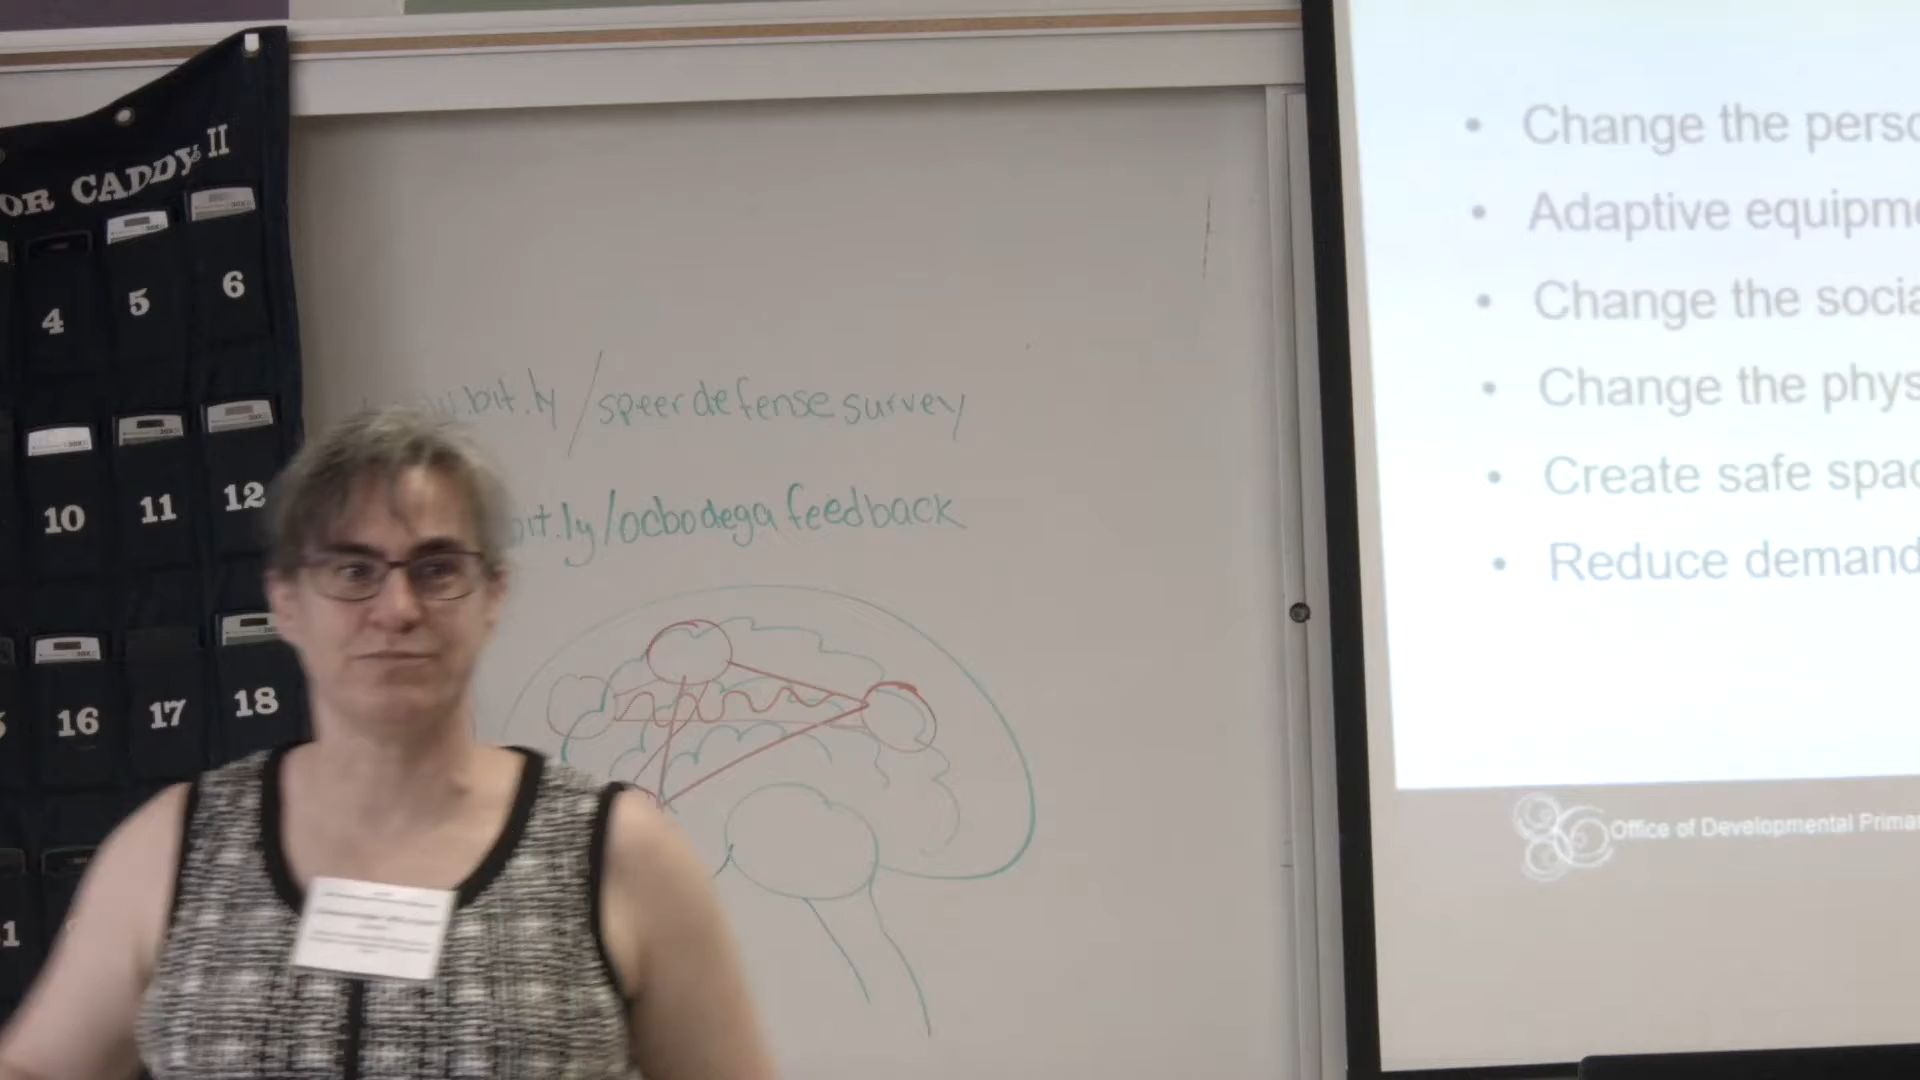 OR CADDY II
4 5 6
10 11 12
16 17 18
1
.bit.ly/speerdefensesurvey
bit.ly/ocbodegafeedback
• Change the perso
• Adaptive equipme
• Change the socia
• Change the phys
• Create safe spac
• Reduce demand
Office of Developmental Primar